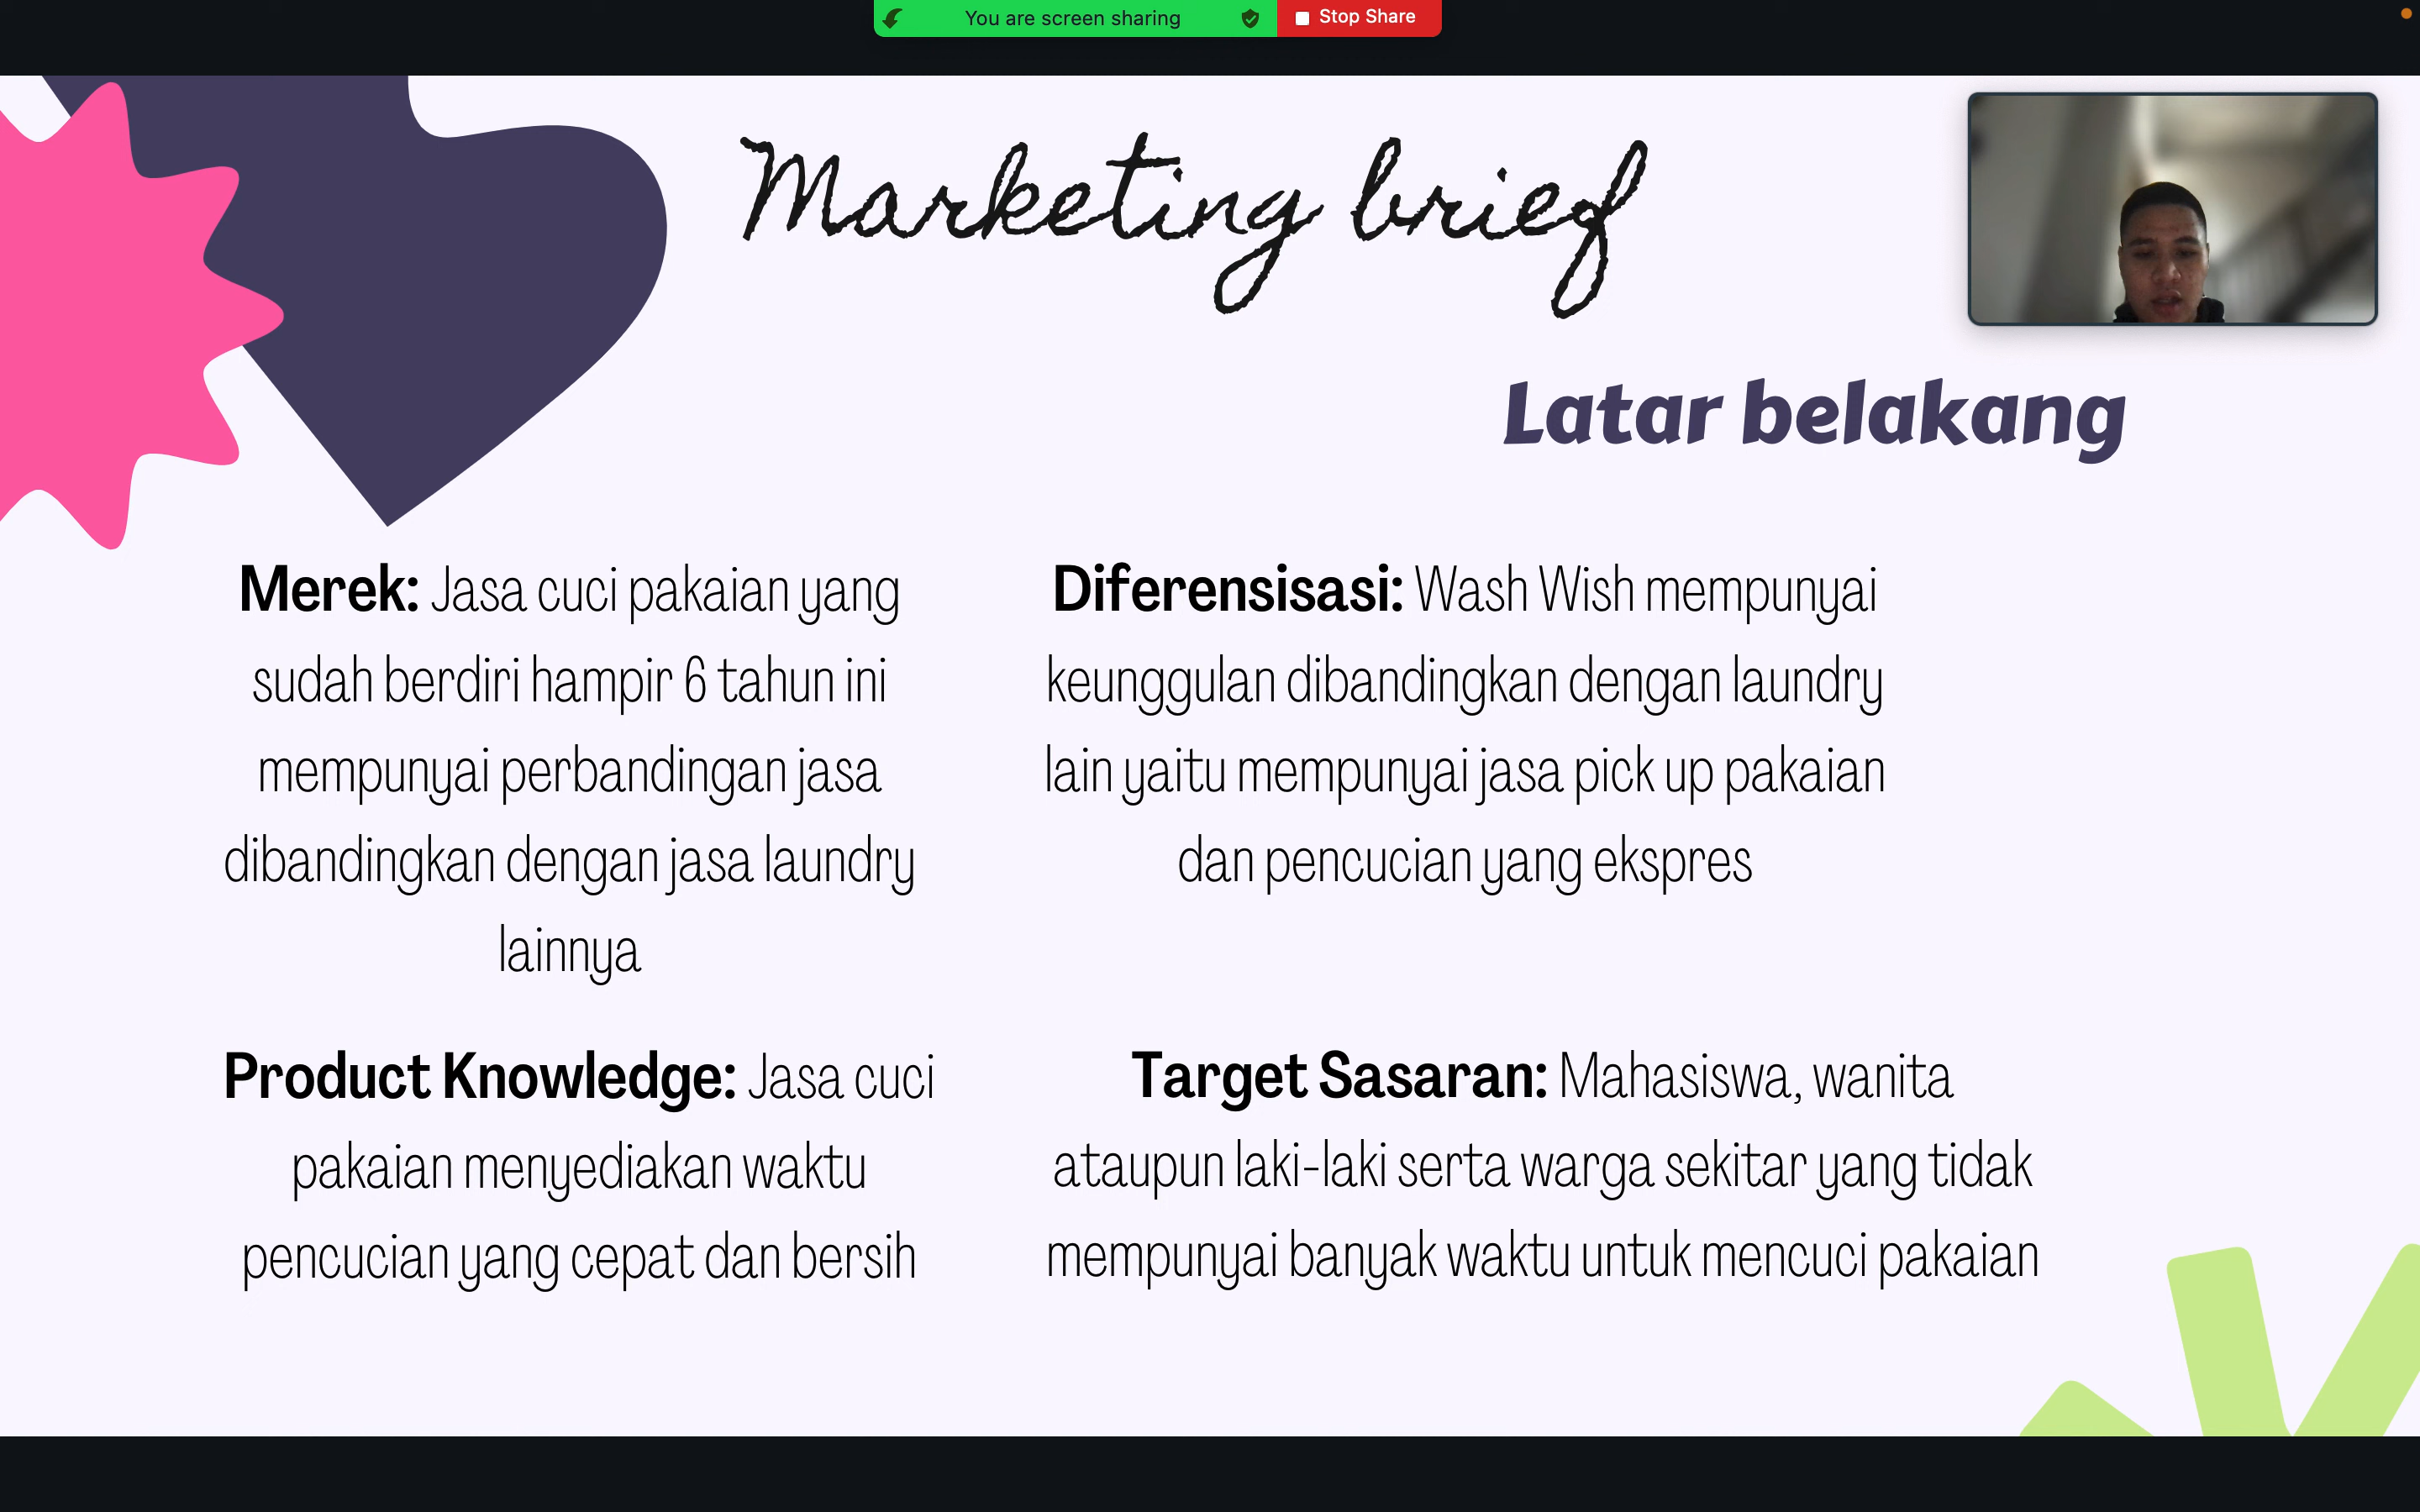 You are screen sharing
Stop Share
Marketing brief
Latar belakang
Merek: Jasa cuci pakaian yang
sudah berdiri hampir 6 tahun ini
mempunyai perbandingan jasa
dibandingkan dengan jasa laundry
lainnya
Diferensisasi: Wash Wish mempunyai
keunggulan dibandingkan dengan laundry
lain yaitu mempunyai jasa pick up pakaian
dan pencucian yang ekspres
Product Knowledge: Jasa cuci
pakaian menyediakan waktu
pencucian yang cepat dan bersih
Target Sasaran: Mahasiswa, wanita
ataupun laki-laki serta warga sekitar yang tidak
mempunyai banyak waktu untuk mencuci pakaian